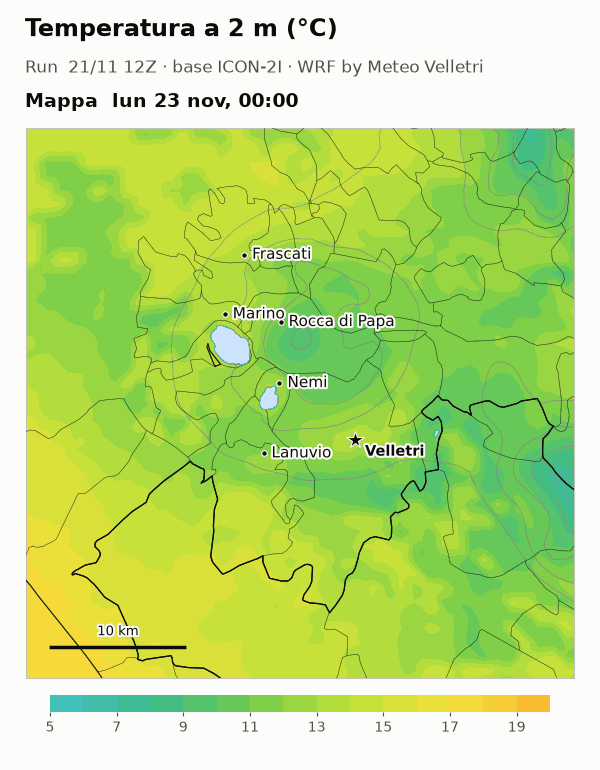 Temperatura a 2 m (°C)
Run  21/11 12Z · base ICON-2I · WRF by Meteo Velletri
Mappa  lun 23 nov, 00:00
Frascati
Marino
Rocca di Papa
Nemi
Velletri
Lanuvio
10 km
5 7 9 11 13 15 17 19